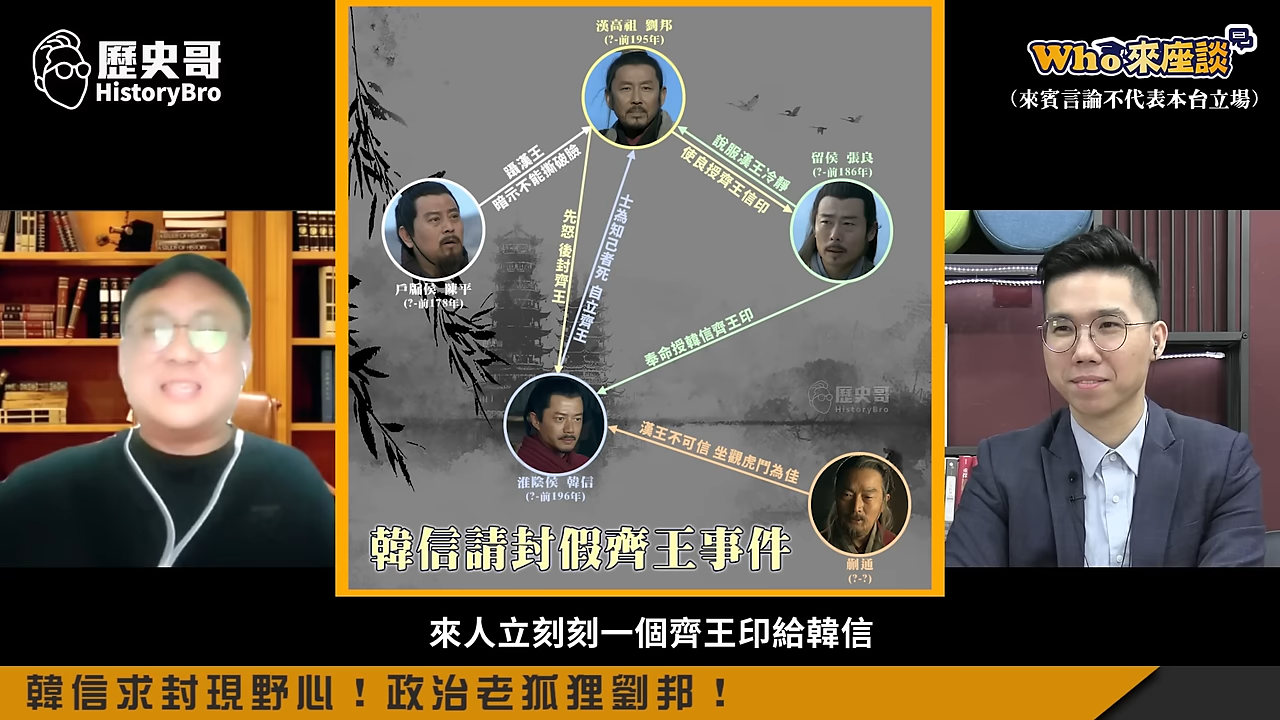 歷史哥
HistoryBro
Who來座談
(來賓言論不代表本台立場)
漢高祖 劉邦
(?-前195年)
躡漢王
暗示不能撕破臉
說服漢王冷靜
使良授齊王信印
留侯 張良
(?-前186年)
先怒 後封齊王
士為知己者死 自立齊王
戶牖侯 陳平
(?-前178年)
奉命授韓信齊王印
歷史哥
HistoryBro
漢王不可信 坐觀虎鬥為佳
淮陰侯 韓信
(?-前196年)
韓信請封假齊王事件
蒯通
(?-?)
來人立刻刻一個齊王印給韓信
韓信求封現野心！政治老狐狸劉邦！